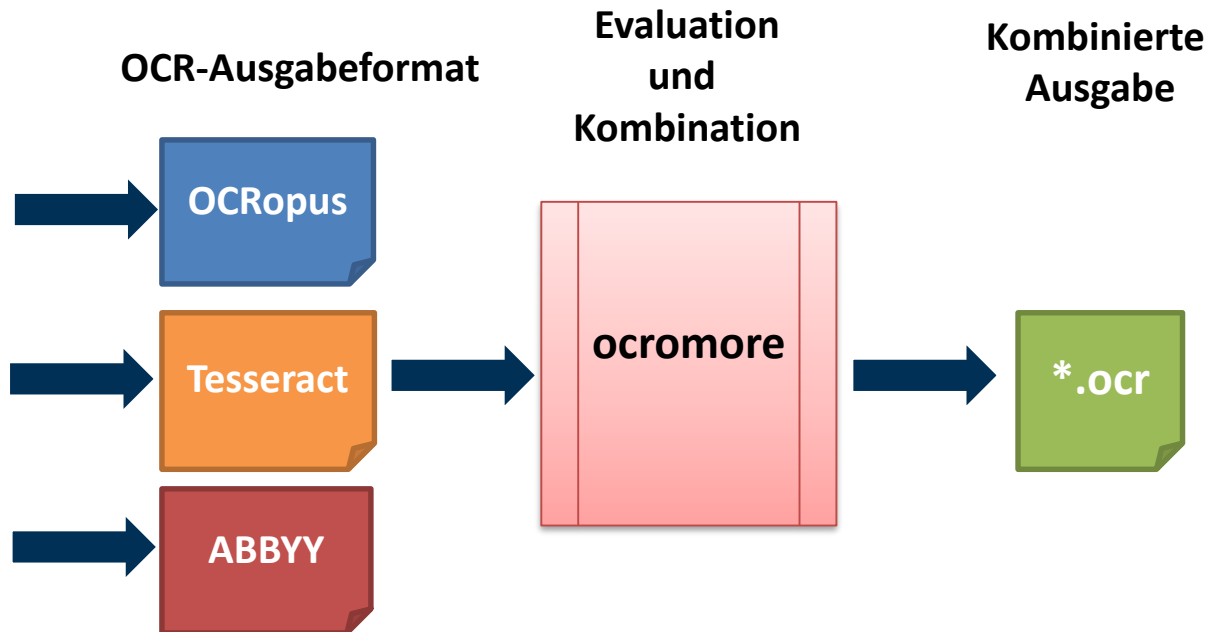 OCR-Ausgabeformat
Evaluation
und
Kombination
Kombinierte
Ausgabe
OCRopus
Tesseract
ABBYY
ocromore
*.ocr